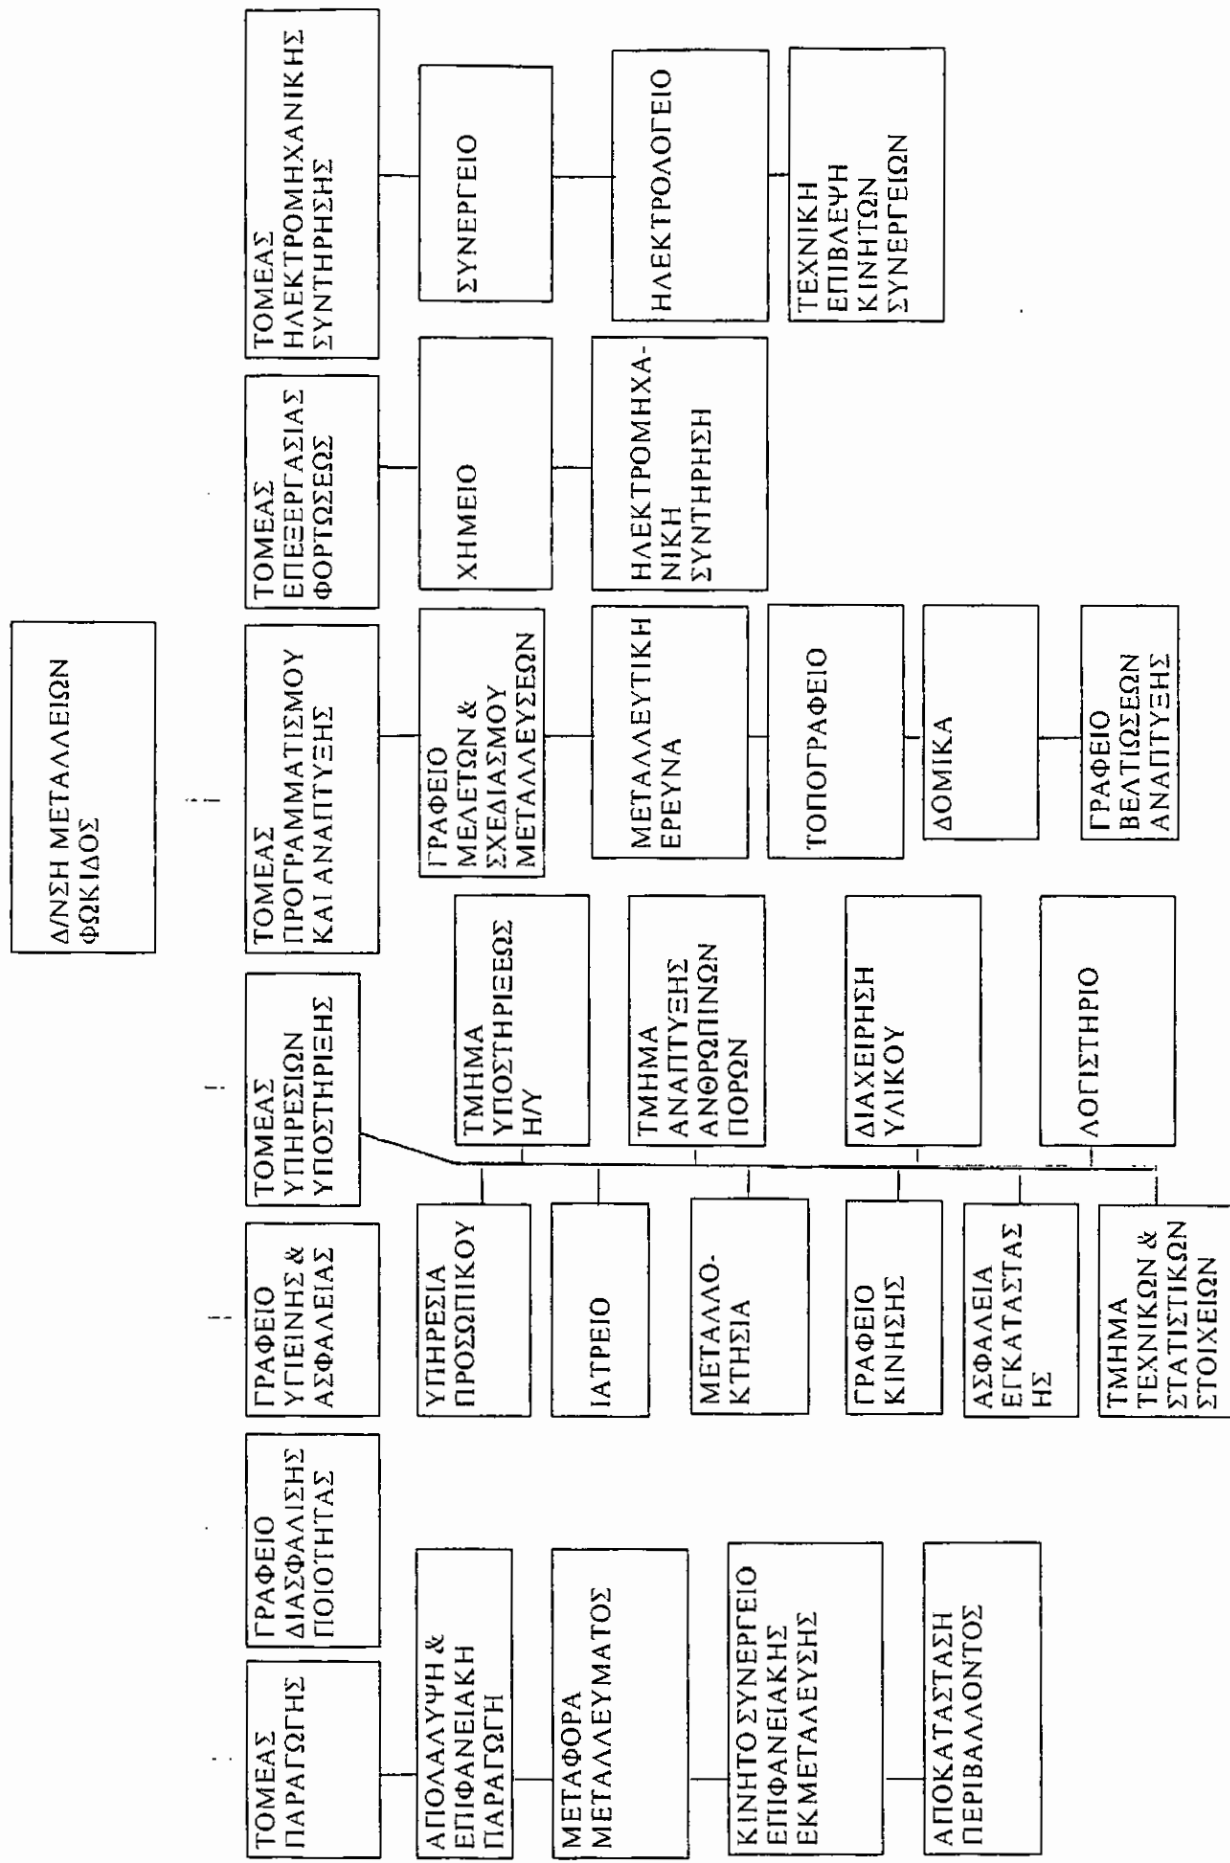 Δ/ΝΣΗ ΜΕΤΑΛΛΕΙΩΝ
ΦΩΚΙΔΟΣ
ΤΟΜΕΑΣ
ΠΑΡΑΓΩΓΗΣ
ΓΡΑΦΕΙΟ
ΔΙΑΣΦΑΛΙΣΗΣ
ΠΟΙΟΤΗΤΑΣ
ΓΡΑΦΕΙΟ
ΥΓΙΕΙΝΗΣ &
ΑΣΦΑΛΕΙΑΣ
ΤΟΜΕΑΣ
ΥΠΗΡΕΣΙΩΝ
ΥΠΟΣΤΗΡΙΞΗΣ
ΤΟΜΕΑΣ
ΠΡΟΓΡΑΜΜΑΤΙΣΜΟΥ
ΚΑΙ ΑΝΑΠΤΥΞΗΣ
ΤΟΜΕΑΣ
ΕΠΕΞΕΡΓΑΣΙΑΣ
ΦΟΡΤΩΣΕΩΣ
ΤΟΜΕΑΣ
ΗΛΕΚΤΡΟΜΗΧΑΝΙΚΗΣ
ΣΥΝΤΗΡΗΣΗΣ
ΑΠΟΛΑΛΥΨΗ &
ΕΠΙΦΑΝΕΙΑΚΗ
ΠΑΡΑΓΩΓΗ
ΜΕΤΑΦΟΡΑ
ΜΕΤΑΛΛΕΥΜΑΤΟΣ
ΚΙΝΗΤΟ ΣΥΝΕΡΓΕΙΟ
ΕΠΙΦΑΝΕΙΑΚΗΣ
ΕΚΜΕΤΑΛΕΥΣΗΣ
ΑΠΟΚΑΤΑΣΤΑΣΗ
ΠΕΡΙΒΑΛΛΟΝΤΟΣ
ΥΠΗΡΕΣΙΑ
ΠΡΟΣΩΠΙΚΟΥ
ΙΑΤΡΕΙΟ
ΜΕΤΑΛΛΟ-
ΚΤΗΣΙΑ
ΓΡΑΦΕΙΟ
ΚΙΝΗΣΗΣ
ΑΣΦΑΛΕΙΑ
ΕΓΚΑΤΑΣΤΑΣ
ΗΣ
ΤΜΗΜΑ
ΤΕΧΝΙΚΩΝ &
ΣΤΑΤΙΣΤΙΚΩΝ
ΣΤΟΙΧΕΙΩΝ
ΤΜΗΜΑ
ΥΠΟΣΤΗΡΙΞΕΩΣ
Η/Υ
ΤΜΗΜΑ
ΑΝΑΠΤΥΞΗΣ
ΑΝΘΡΩΠΙΝΩΝ
ΠΟΡΩΝ
ΔΙΑΧΕΙΡΗΣΗ
ΥΛΙΚΟΥ
ΛΟΓΙΣΤΗΡΙΟ
ΓΡΑΦΕΙΟ
ΜΕΛΕΤΩΝ &
ΣΧΕΔΙΑΣΜΟΥ
ΜΕΤΑΛΛΕΥΣΕΩΝ
ΜΕΤΑΛΛΕΥΤΙΚΗ
ΕΡΕΥΝΑ
ΤΟΠΟΓΡΑΦΕΙΟ
ΔΟΜΙΚΑ
ΓΡΑΦΕΙΟ
ΒΕΛΤΙΩΣΕΩΝ
ΑΝΑΠΤΥΞΗΣ
ΧΗΜΕΙΟ
ΗΛΕΚΤΡΟΜΗΧΑ-
ΝΙΚΗ
ΣΥΝΤΗΡΗΣΗ
ΣΥΝΕΡΓΕΙΟ
ΗΛΕΚΤΡΟΛΟΓΕΙΟ
ΤΕΧΝΙΚΗ
ΕΠΙΒΛΕΨΗ
ΚΙΝΗΤΩΝ
ΣΥΝΕΡΓΕΙΩΝ